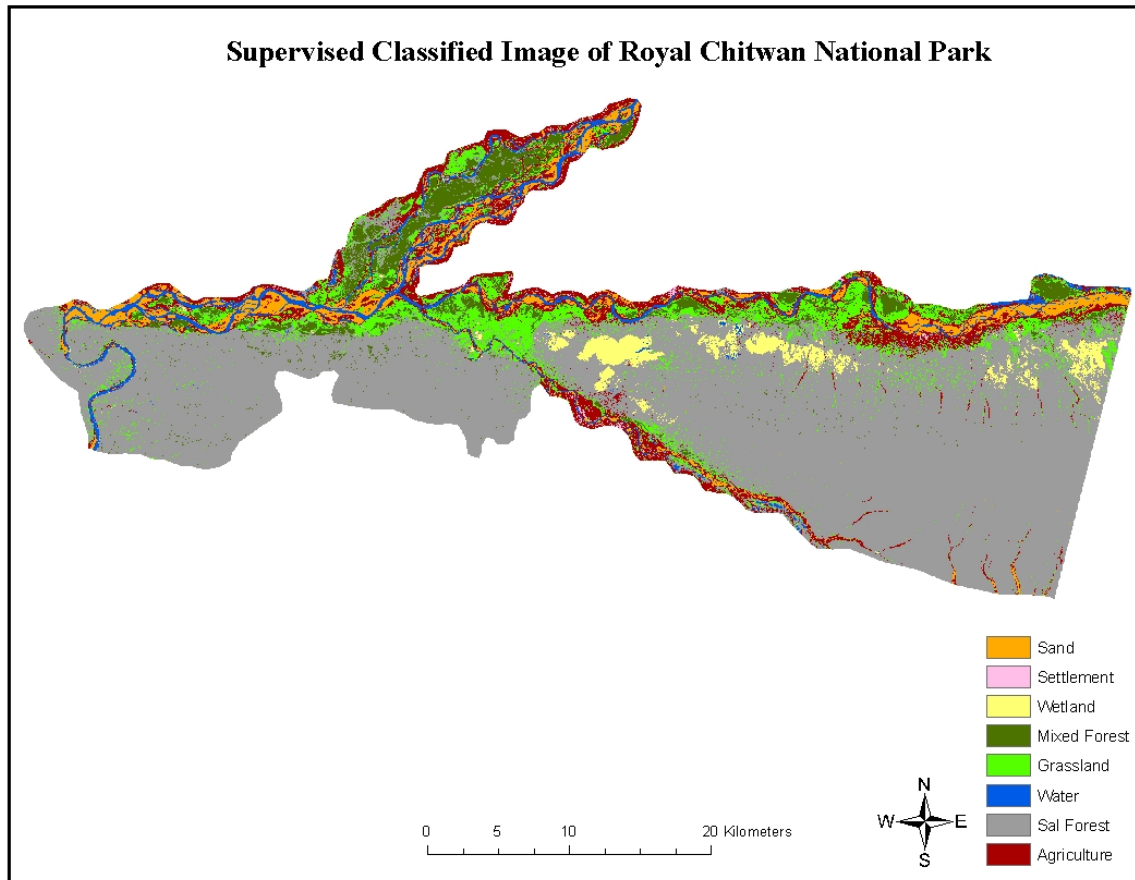 Supervised Classified Image of Royal Chitwan National Park
Sand
Settlement
Wetland
Mixed Forest
Grassland
Water
Sal Forest
Agriculture
N
W E
S
0 5 10 20 Kilometers